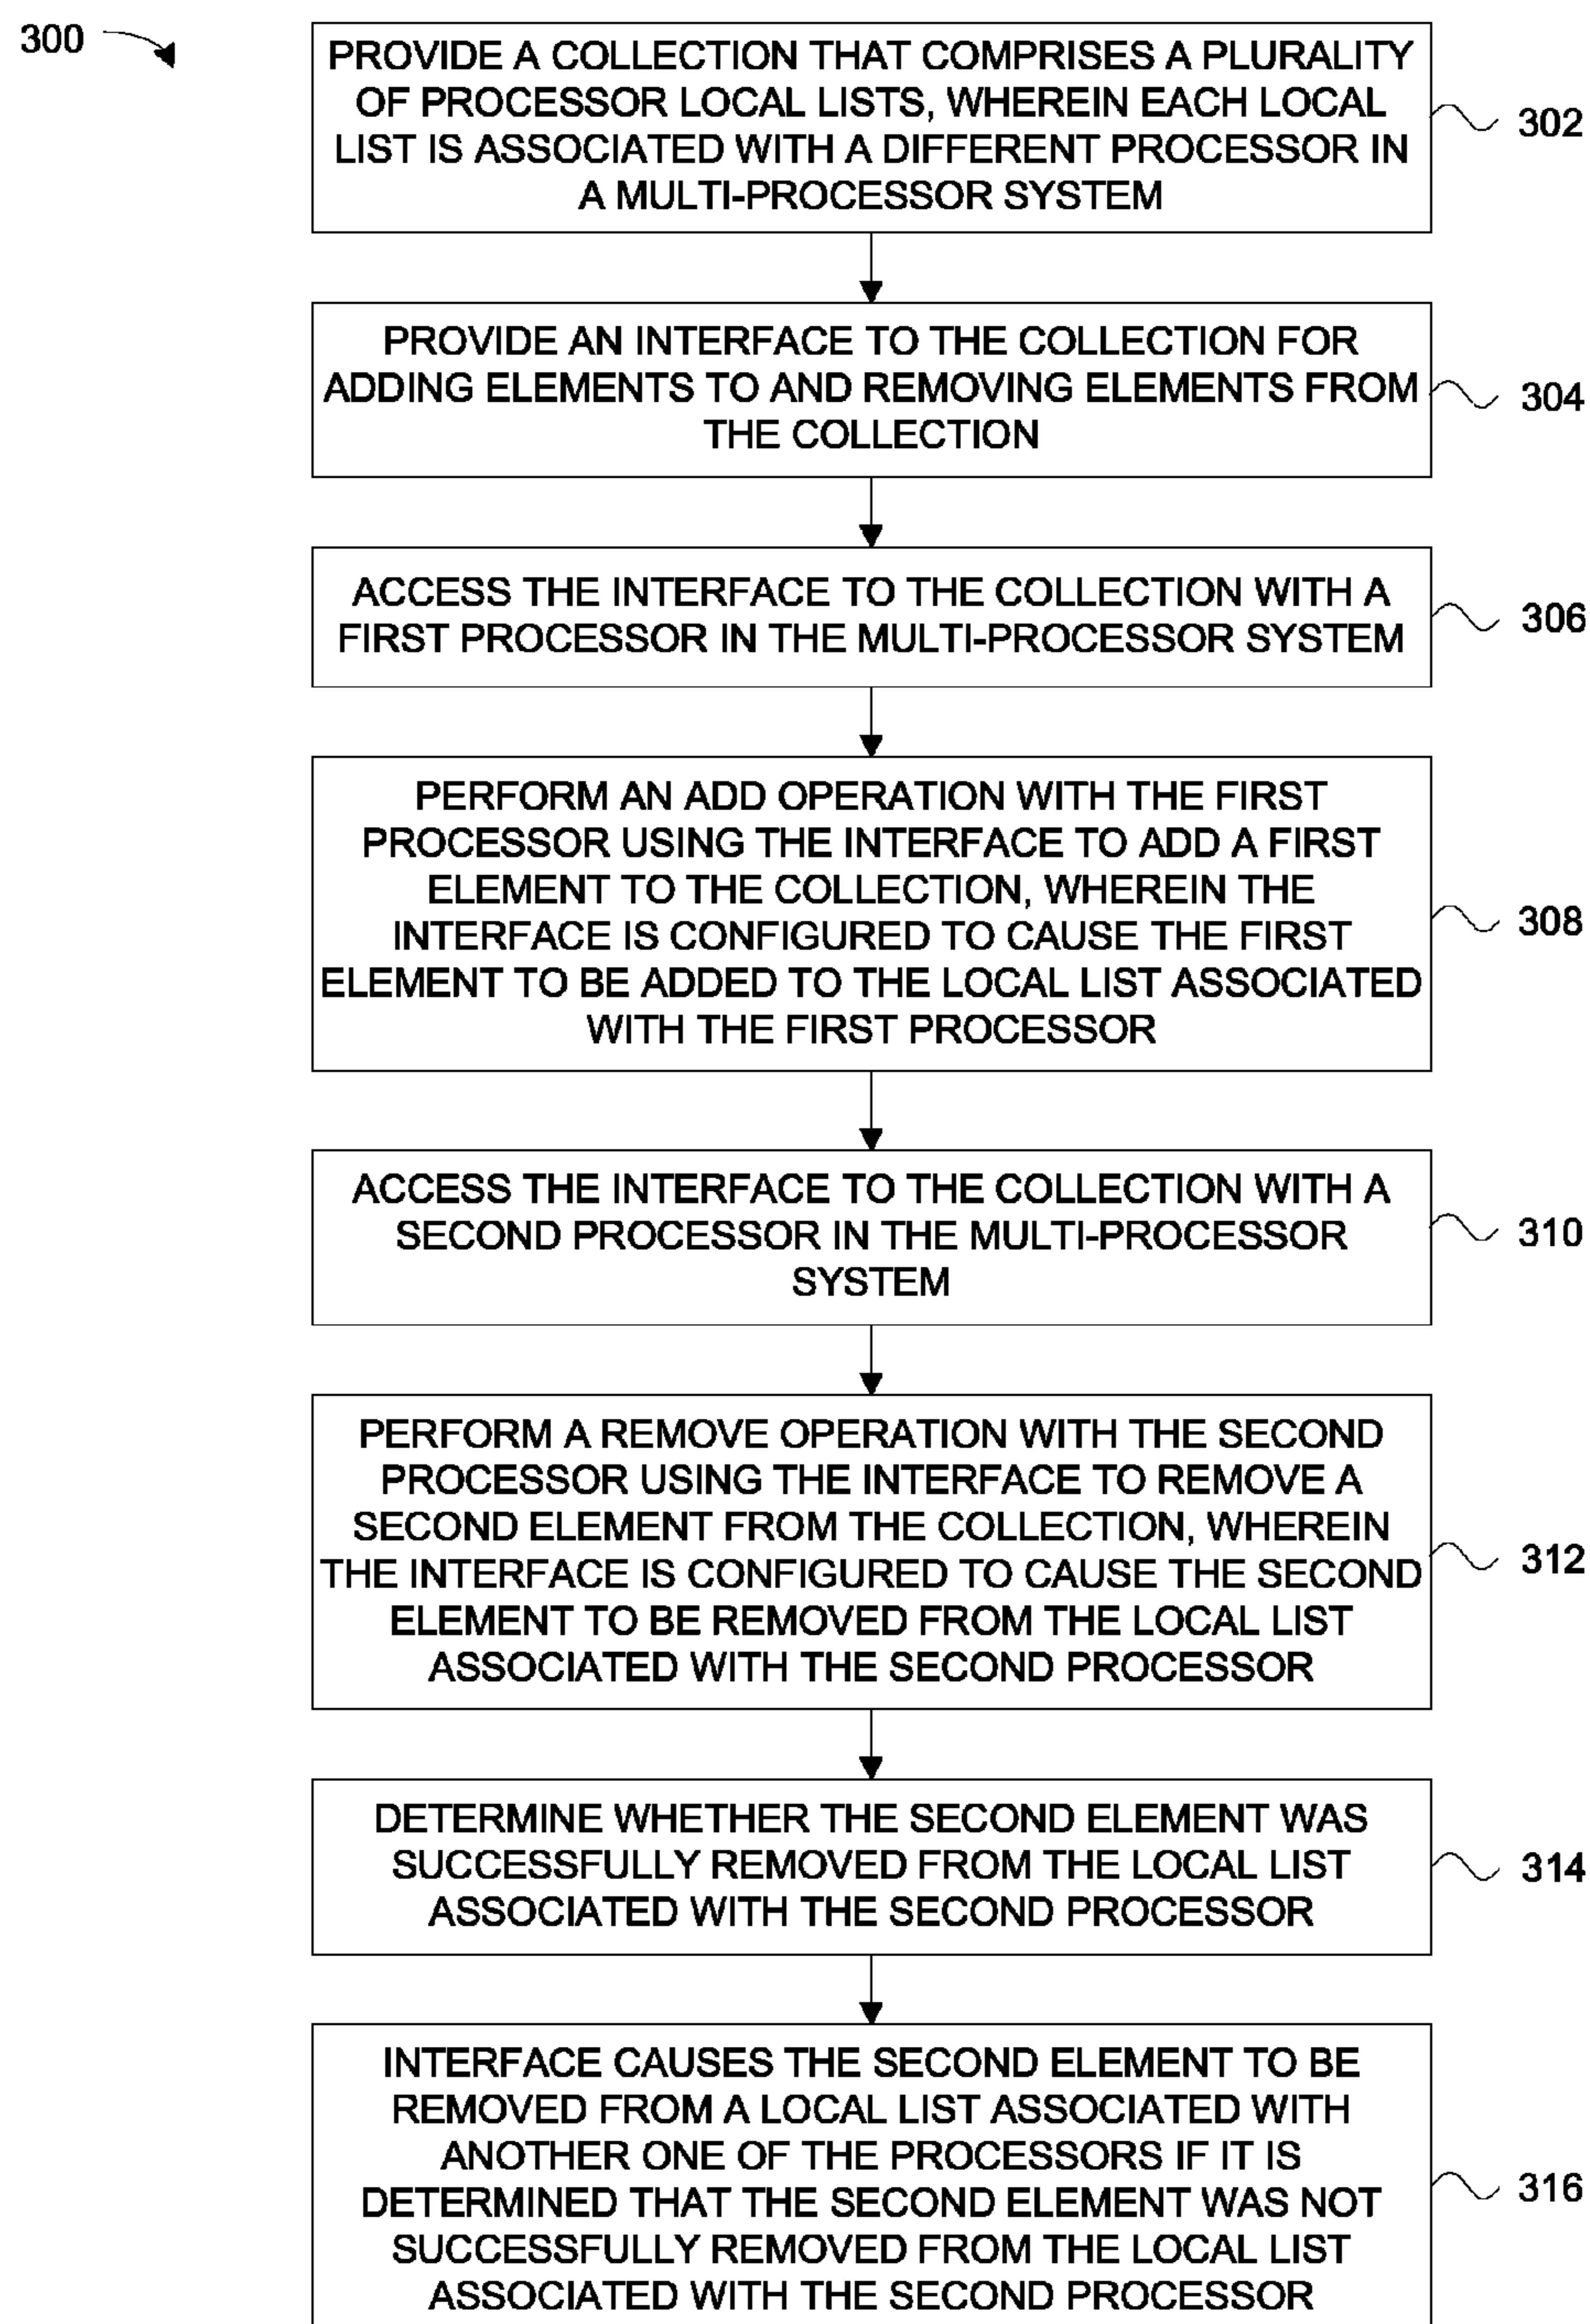 300
PROVIDE A COLLECTION THAT COMPRISES A PLURALITY
OF PROCESSOR LOCAL LISTS, WHEREIN EACH LOCAL
LIST IS ASSOCIATED WITH A DIFFERENT PROCESSOR IN
A MULTI-PROCESSOR SYSTEM
302
PROVIDE AN INTERFACE TO THE COLLECTION FOR
ADDING ELEMENTS TO AND REMOVING ELEMENTS FROM
THE COLLECTION
304
ACCESS THE INTERFACE TO THE COLLECTION WITH A
FIRST PROCESSOR IN THE MULTI-PROCESSOR SYSTEM
306
PERFORM AN ADD OPERATION WITH THE FIRST
PROCESSOR USING THE INTERFACE TO ADD A FIRST
ELEMENT TO THE COLLECTION, WHEREIN THE
INTERFACE IS CONFIGURED TO CAUSE THE FIRST
ELEMENT TO BE ADDED TO THE LOCAL LIST ASSOCIATED
WITH THE FIRST PROCESSOR
308
ACCESS THE INTERFACE TO THE COLLECTION WITH A
SECOND PROCESSOR IN THE MULTI-PROCESSOR
SYSTEM
310
PERFORM A REMOVE OPERATION WITH THE SECOND
PROCESSOR USING THE INTERFACE TO REMOVE A
SECOND ELEMENT FROM THE COLLECTION, WHEREIN
THE INTERFACE IS CONFIGURED TO CAUSE THE SECOND
ELEMENT TO BE REMOVED FROM THE LOCAL LIST
ASSOCIATED WITH THE SECOND PROCESSOR
312
DETERMINE WHETHER THE SECOND ELEMENT WAS
SUCCESSFULLY REMOVED FROM THE LOCAL LIST
ASSOCIATED WITH THE SECOND PROCESSOR
314
INTERFACE CAUSES THE SECOND ELEMENT TO BE
REMOVED FROM A LOCAL LIST ASSOCIATED WITH
ANOTHER ONE OF THE PROCESSORS IF IT IS
DETERMINED THAT THE SECOND ELEMENT WAS NOT
SUCCESSFULLY REMOVED FROM THE LOCAL LIST
ASSOCIATED WITH THE SECOND PROCESSOR
316